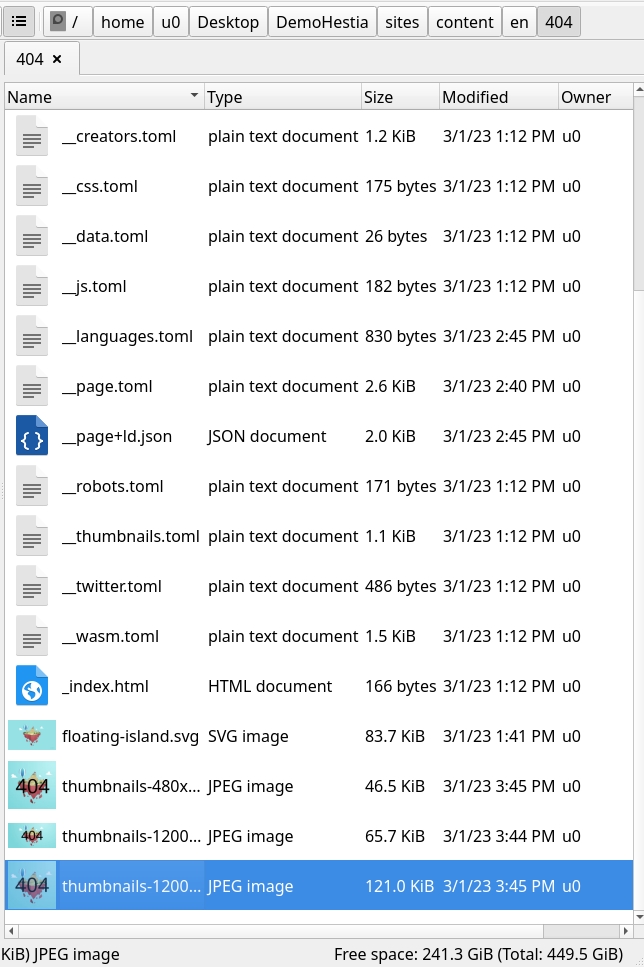 / home u0 Desktop DemoHestia sites content en 404
404 ×
Name Type Size Modified Owner
__creators.toml plain text document 1.2 KiB 3/1/23 1:12 PM u0
__css.toml plain text document 175 bytes 3/1/23 1:12 PM u0
__data.toml plain text document 26 bytes 3/1/23 1:12 PM u0
__js.toml plain text document 182 bytes 3/1/23 1:12 PM u0
__languages.toml plain text document 830 bytes 3/1/23 2:45 PM u0
__page.toml plain text document 2.6 KiB 3/1/23 2:40 PM u0
__page+ld.json JSON document 2.0 KiB 3/1/23 2:45 PM u0
__robots.toml plain text document 171 bytes 3/1/23 1:12 PM u0
__thumbnails.toml plain text document 1.1 KiB 3/1/23 1:12 PM u0
__twitter.toml plain text document 486 bytes 3/1/23 1:12 PM u0
__wasm.toml plain text document 1.5 KiB 3/1/23 1:12 PM u0
_index.html HTML document 166 bytes 3/1/23 1:12 PM u0
floating-island.svg SVG image 83.7 KiB 3/1/23 1:41 PM u0
404 thumbnails-480x... JPEG image 46.5 KiB 3/1/23 3:45 PM u0
404 thumbnails-1200... JPEG image 65.7 KiB 3/1/23 3:44 PM u0
404 thumbnails-1200... JPEG image 121.0 KiB 3/1/23 3:45 PM u0
KiB) JPEG image Free space: 241.3 GiB (Total: 449.5 GiB)